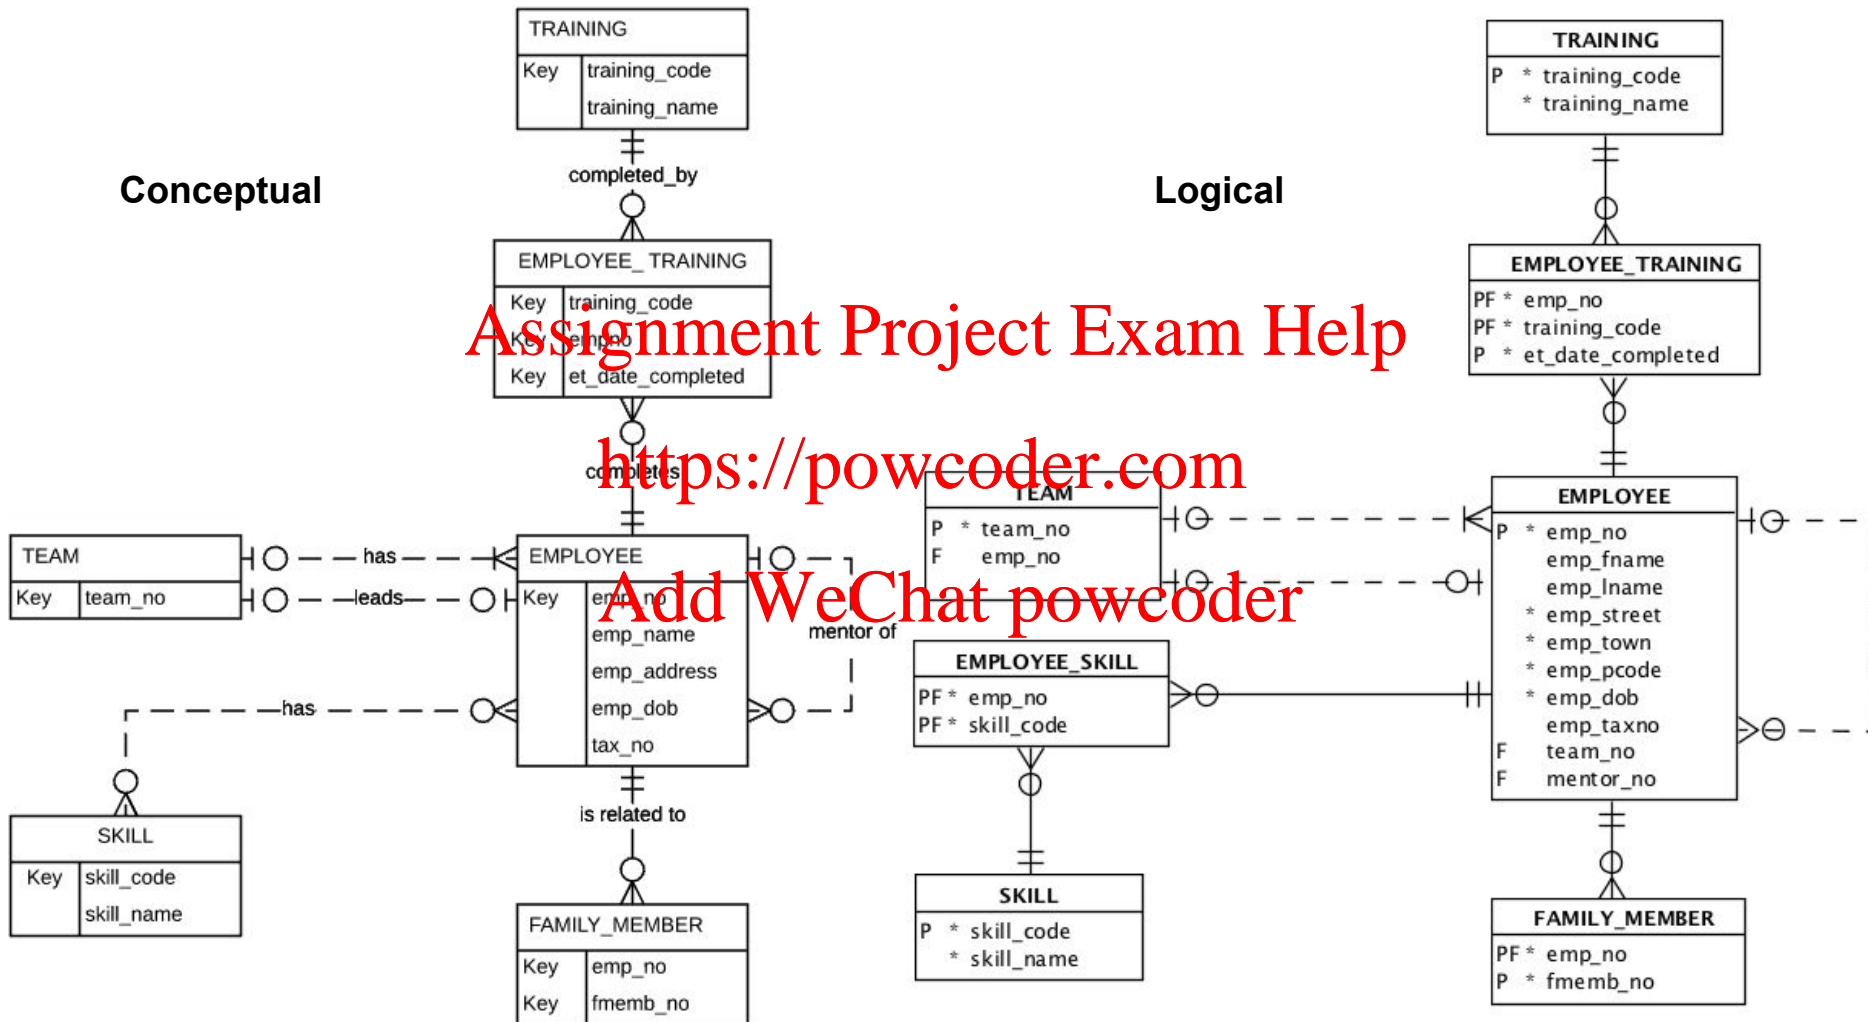 Conceptual
TRAINING
Key training_code
training_name
completed_by
EMPLOYEE_ TRAINING
Key training_code
Key empno
Key et_date_completed
completes
TEAM
Key team_no
has
leads
EMPLOYEE
Key emp_no
emp_name
emp_address
emp_dob
tax_no
mentor of
has
SKILL
Key skill_code
skill_name
is related to
FAMILY_MEMBER
Key emp_no
Key fmemb_no
Assignment Project Exam Help
https://powcoder.com
Add WeChat powcoder
Logical
TRAINING
P * training_code
* training_name
EMPLOYEE_TRAINING
PF * emp_no
PF * training_code
P * et_date_completed
TEAM
P * team_no
F emp_no
EMPLOYEE
P * emp_no
emp_fname
emp_lname
* emp_street
* emp_town
* emp_pcode
* emp_dob
emp_taxno
F team_no
F mentor_no
EMPLOYEE_SKILL
PF * emp_no
PF * skill_code
SKILL
P * skill_code
* skill_name
FAMILY_MEMBER
PF * emp_no
P * fmemb_no